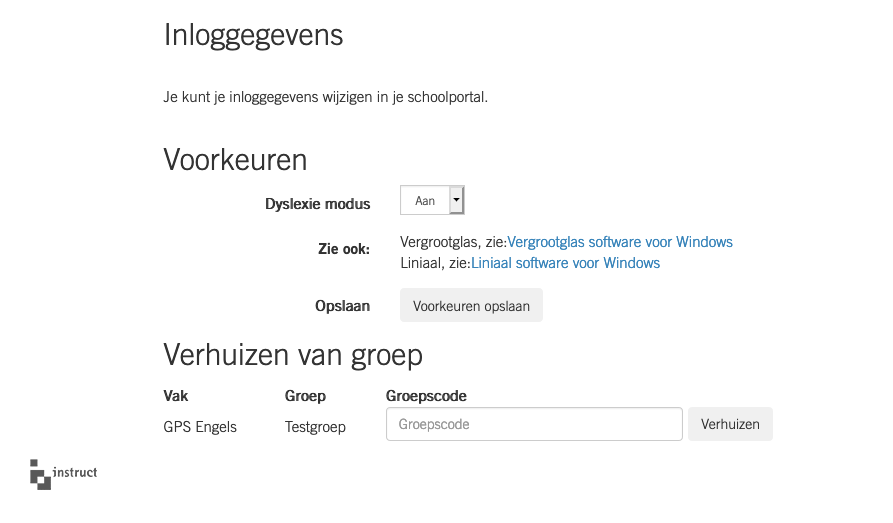 Inloggegevens
Je kunt je inloggegevens wijzigen in je schoolportal.
Voorkeuren
Dyslexie modus Aan
Zie ook: Vergrootglas, zie:Vergrootglas software voor Windows
Liniaal, zie:Liniaal software voor Windows
Opslaan Voorkeuren opslaan
Verhuizen van groep
Vak Groep Groepscode
GPS Engels Testgroep Groepscode Verhuizen
instruct